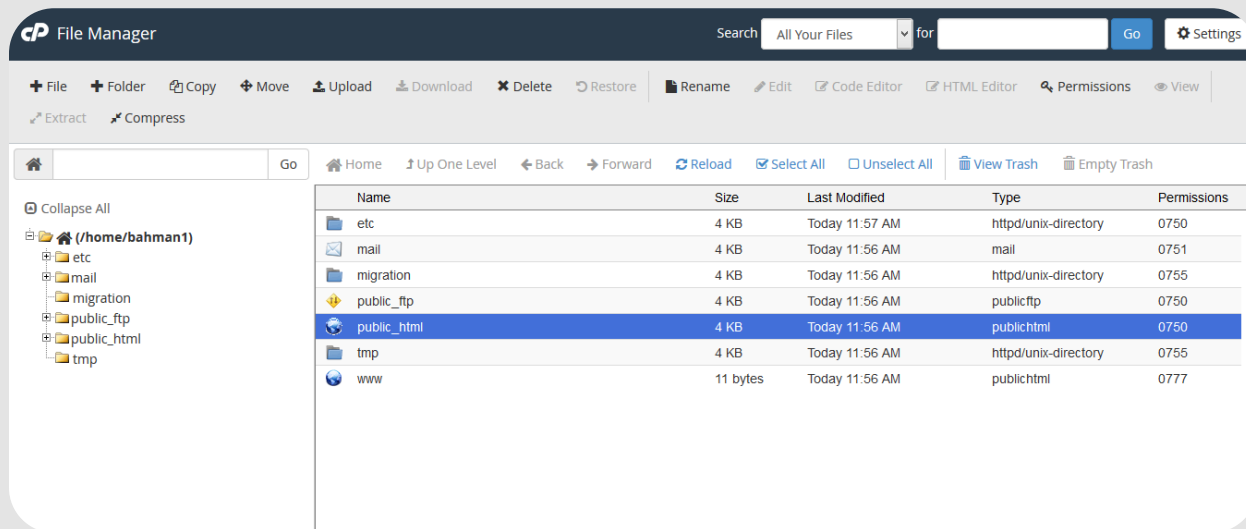 cP File Manager Search All Your Files for Go Settings
File Folder Copy Move Upload Download Delete Restore Rename Edit Code Editor HTML Editor Permissions View
Extract Compress
Go Home Up One Level Back Forward Reload Select All Unselect All View Trash Empty Trash
Collapse All
(/home/bahman1)
etc
mail
migration
public_ftp
public_html
tmp
Name Size Last Modified Type Permissions
etc 4 KB Today 11:57 AM httpd/unix-directory 0750
mail 4 KB Today 11:56 AM mail 0751
migration 4 KB Today 11:56 AM httpd/unix-directory 0755
public_ftp 4 KB Today 11:56 AM publicftp 0750
public_html 4 KB Today 11:56 AM publichtml 0750
tmp 4 KB Today 11:56 AM httpd/unix-directory 0755
www 11 bytes Today 11:56 AM publichtml 0777